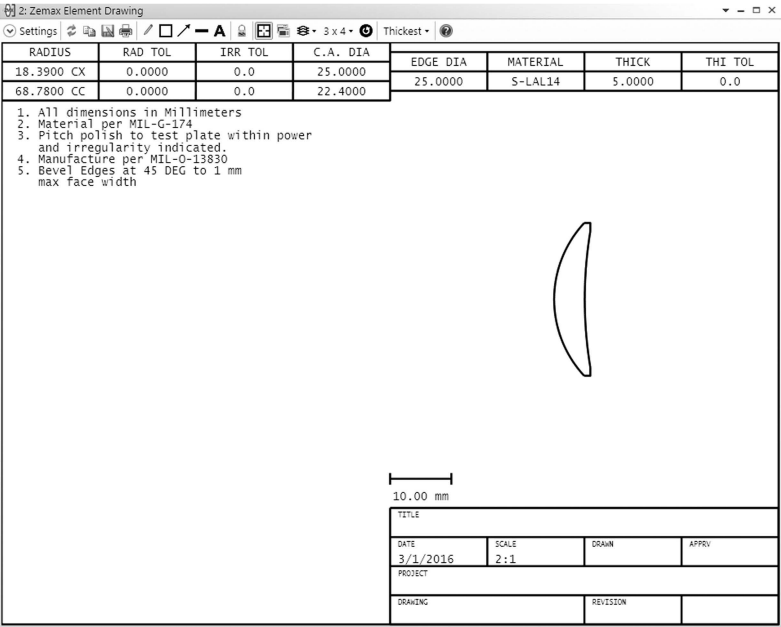 2: Zemax Element Drawing
Settings 3 x 4 Thickest
RADIUS RAD TOL IRR TOL C.A. DIA
18.3900 CX 0.0000 0.0 25.0000
68.7800 CC 0.0000 0.0 22.4000
EDGE DIA MATERIAL THICK THI TOL
25.0000 S-LAL14 5.0000 0.0
1. All dimensions in Millimeters
2. Material per MIL-G-174
3. Pitch polish to test plate within power
and irregularity indicated.
4. Manufacture per MIL-O-13830
5. Bevel Edges at 45 DEG to 1 mm
max face width
10.00 mm
TITLE
DATE SCALE DRAWN APPRV
3/1/2016 2:1
PROJECT
DRAWING REVISION